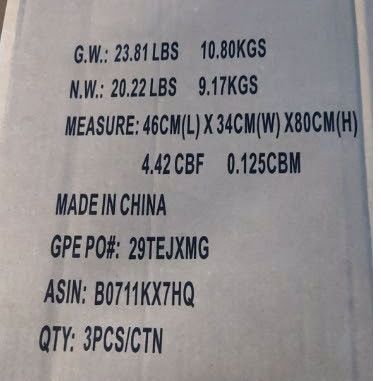 G.W.: 23.81 LBS 10.80KGS
N.W.: 20.22 LBS 9.17KGS
MEASURE: 46CM(L) X 34CM(W) X80CM(H)
4.42 CBF 0.125CBM
MADE IN CHINA
GPE PO#: 29TEJXMG
ASIN: B0711KX7HQ
QTY: 3PCS/CTN